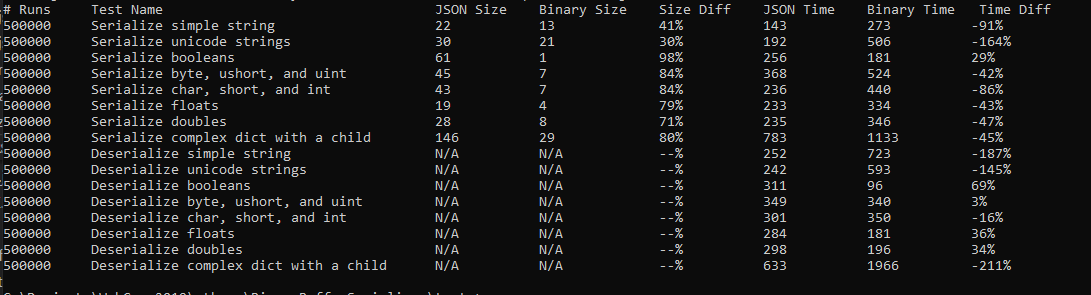 # Runs Test Name JSON Size Binary Size Size Diff JSON Time Binary Time Time Diff
500000 Serialize simple string 22 13 41% 143 273 -91%
500000 Serialize unicode strings 30 21 30% 192 506 -164%
500000 Serialize booleans 61 1 98% 256 181 29%
500000 Serialize byte, ushort, and uint 45 7 84% 368 524 -42%
500000 Serialize char, short, and int 43 7 84% 236 440 -86%
500000 Serialize floats 19 4 79% 233 334 -43%
500000 Serialize doubles 28 8 71% 235 346 -47%
500000 Serialize complex dict with a child 146 29 80% 783 1133 -45%
500000 Deserialize simple string N/A N/A --% 252 723 -187%
500000 Deserialize unicode strings N/A N/A --% 242 593 -145%
500000 Deserialize booleans N/A N/A --% 311 96 69%
500000 Deserialize byte, ushort, and uint N/A N/A --% 349 340 3%
500000 Deserialize char, short, and int N/A N/A --% 301 350 -16%
500000 Deserialize floats N/A N/A --% 284 181 36%
500000 Deserialize doubles N/A N/A --% 298 196 34%
500000 Deserialize complex dict with a child N/A N/A --% 633 1966 -211%